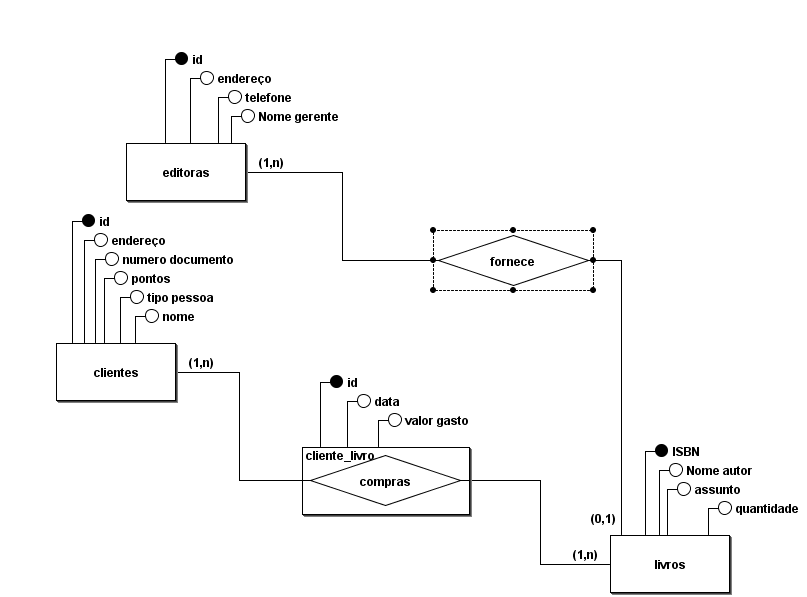 id
endereço
telefone
Nome gerente
editoras
(1,n)
id
endereço
numero documento
pontos
tipo pessoa
nome
fornece
clientes
(1,n)
id
data
valor gasto
cliente_livro
compras
ISBN
Nome autor
assunto
quantidade
(0,1)
(1,n)
livros